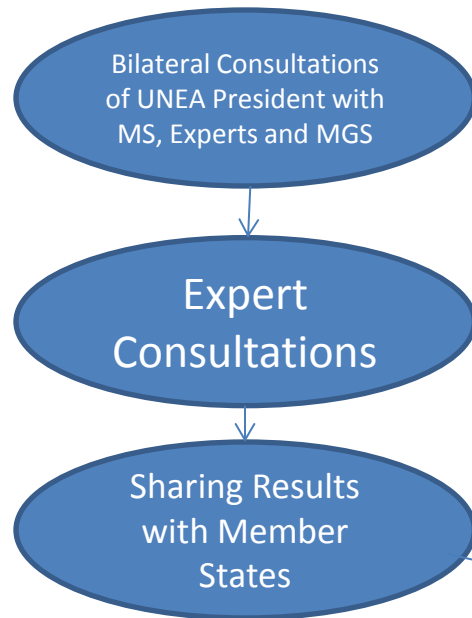 Bilateral Consultations
of UNEA President with
MS, Experts and MGS
Expert
Consultations
Sharing Results
with Member
States